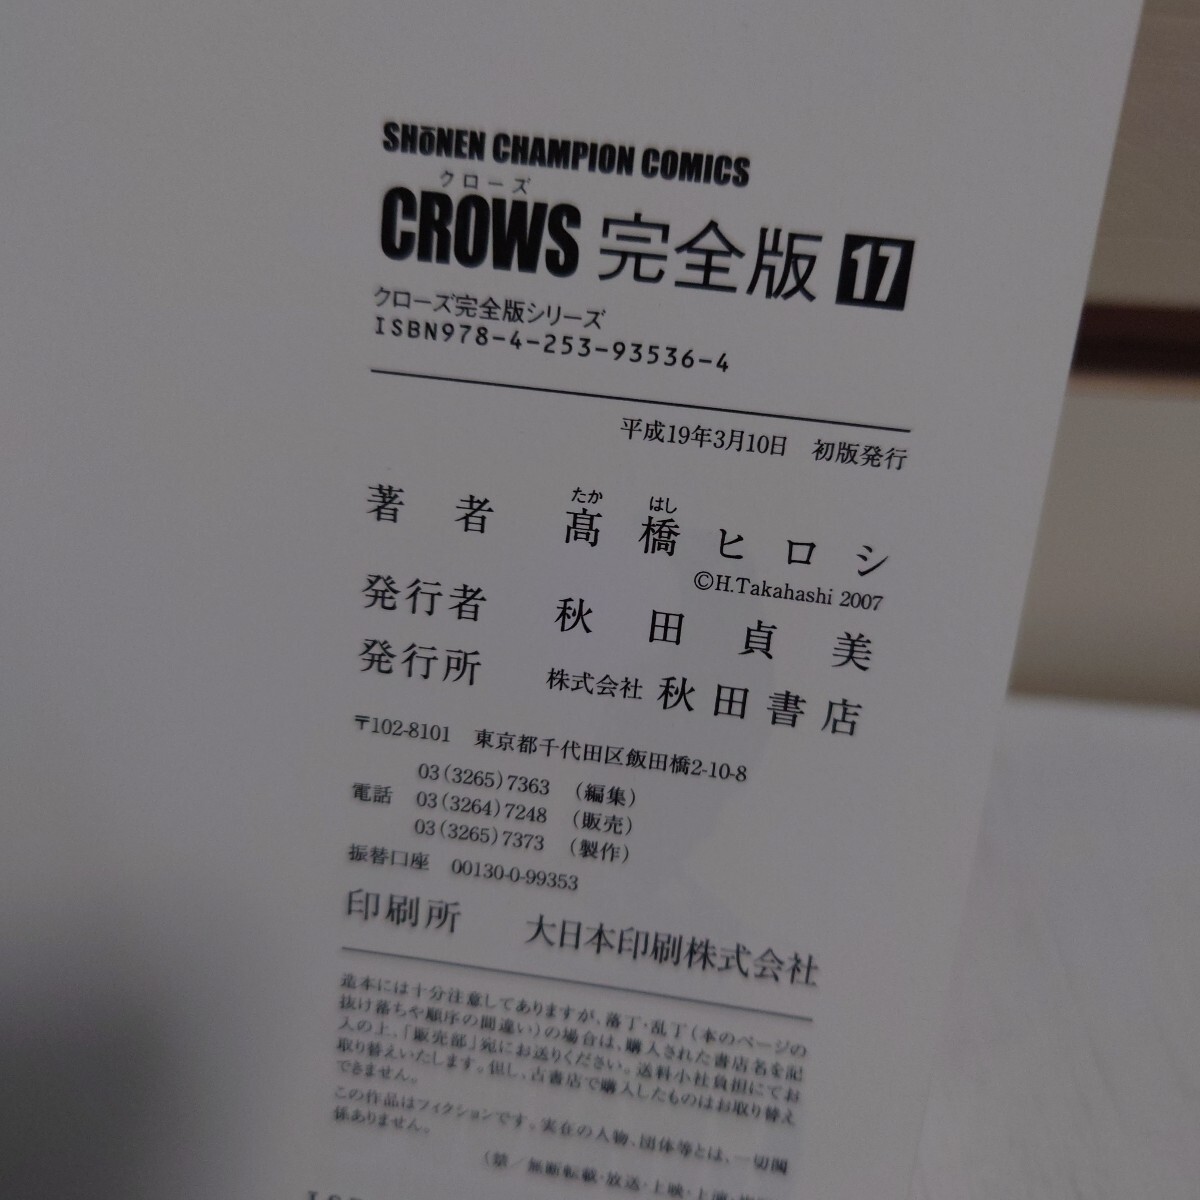 SHōNEN CHAMPION COMICS
クローズ
CROWS 完全版 17
クローズ完全版シリーズ
ISBN978-4-253-93536-4
平成19年3月10日 初版発行
たか はし
著者 髙橋ヒロシ
©H.Takahashi 2007
発行者 秋田貞美
発行所 株式会社 秋田書店
〒102-8101 東京都千代田区飯田橋2-10-8
03(3265)7363 (編集)
電話 03(3264)7248 (販売)
03(3265)7373 (製作)
振替口座 00130-0-99353
印刷所 大日本印刷株式会社
造本には十分注意してありますが、落丁・乱丁(本のページの
抜け落ちや順序の間違い)の場合は、購入された書店名を記
入の上、「販売部」宛にお送りください。送料小社負担にてお
取り替えいたします。但し、古書店で購入したものはお取り替え
できません。
この作品はフィクションです。実在の人物、団体等とは、一切関
係ありません。
(禁/無断転載・放送・上映・上演・